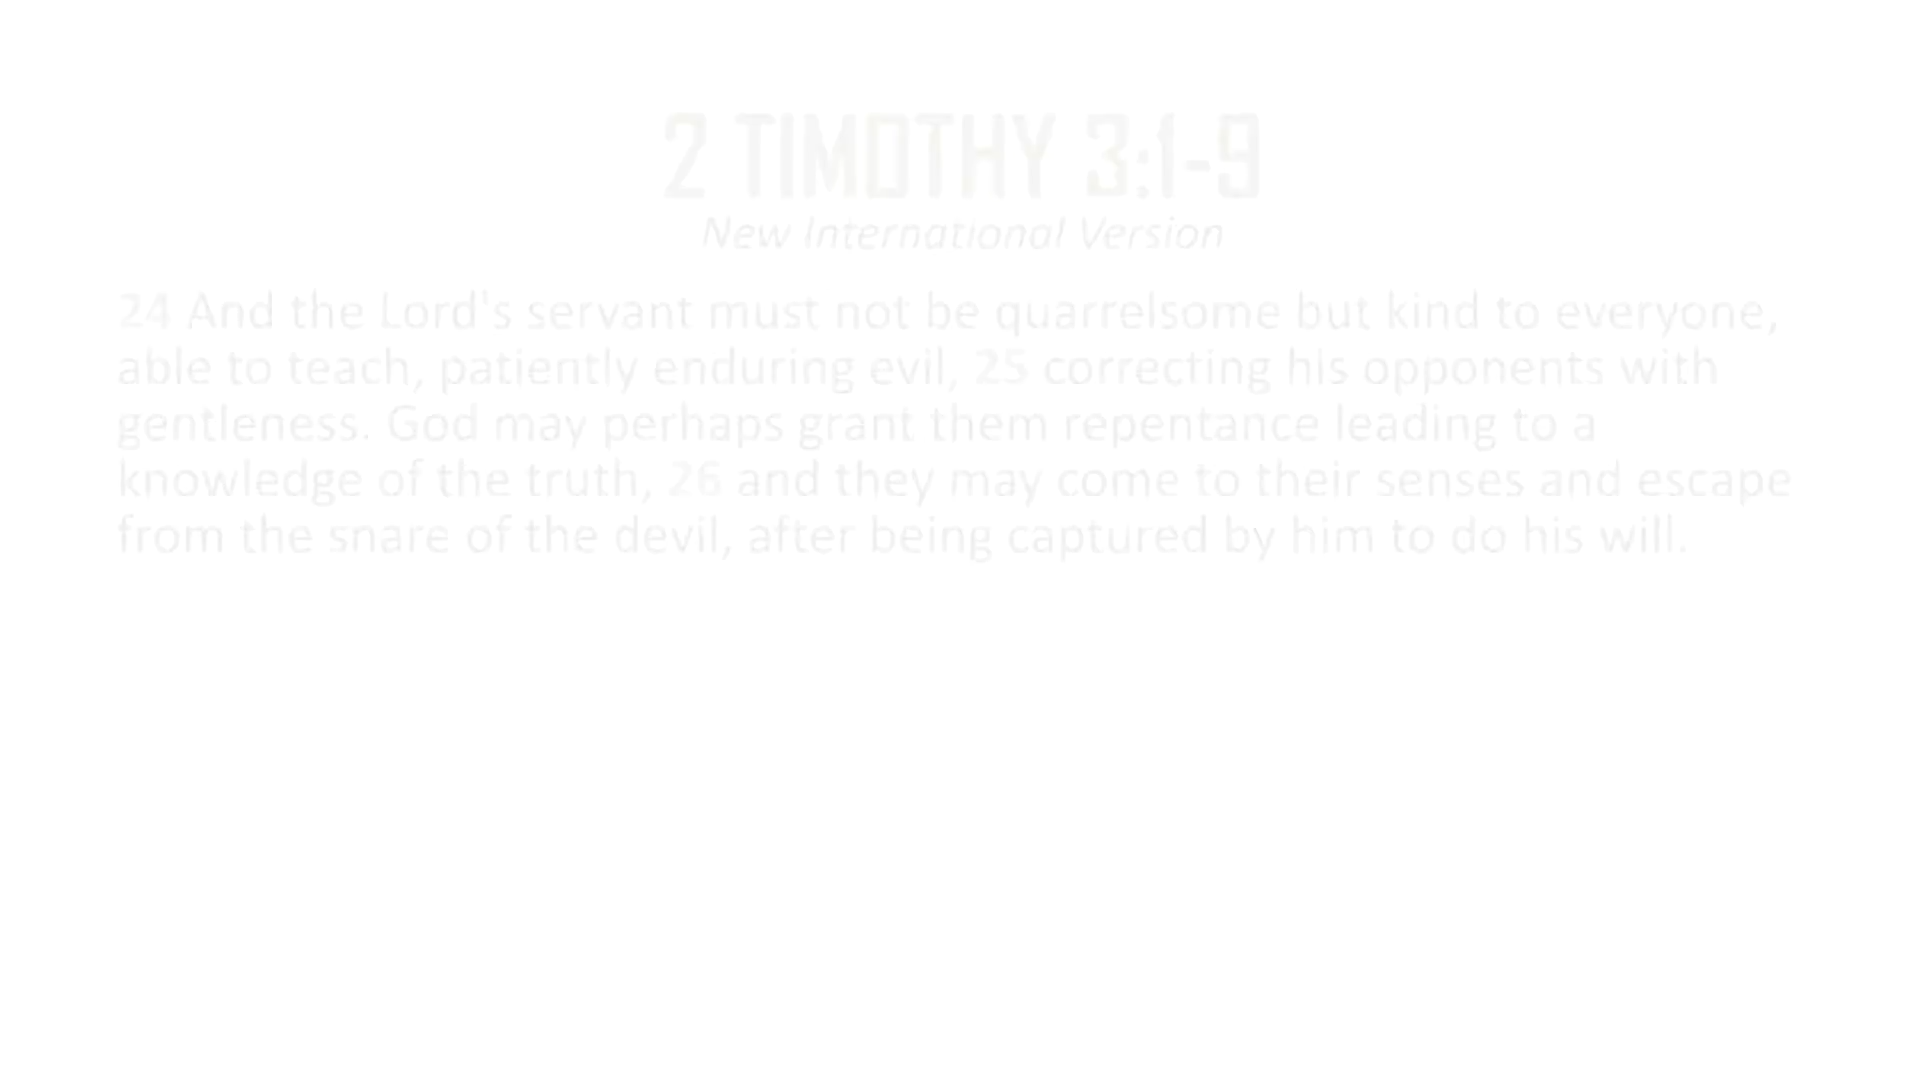 2 TIMOTHY 3:1-9
New International Version
24 And the Lord's servant must not be quarrelsome but kind to everyone,
able to teach, patiently enduring evil, 25 correcting his opponents with
gentleness. God may perhaps grant them repentance leading to a
knowledge of the truth, 26 and they may come to their senses and escape
from the snare of the devil, after being captured by him to do his will.